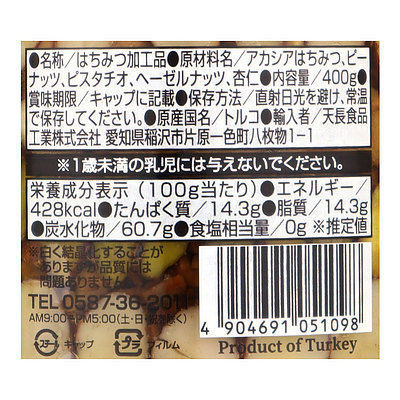 ●名称／はちみつ加工品●原材料名／アカシアはちみつ、ピー
ナッツ、ピスタチオ、ヘーゼルナッツ、杏仁●内容量／400g●
賞味期限／キャップに記載●保存方法／直射日光を避け、常温
で保存してください。●原産国名／トルコ●輸入者／天長食品
工業株式会社 愛知県稲沢市片原一色町八枚物1−1
※1歳未満の乳児には与えないでください。
栄養成分表示（100g当たり）●エネルギー／
428kcal●たんぱく質／14.3g●脂質／14.3g
●炭水化物／60.7g●食塩相当量／0g ※推定値
※白く結晶化することが
ありますが品質には
問題ありません。
TEL 0587-36-2011
AM9:00〜PM5:00(土・日・祝祭除く)
スチール キャップ プラ フィルム
4 904691 051098
Product of Turkey